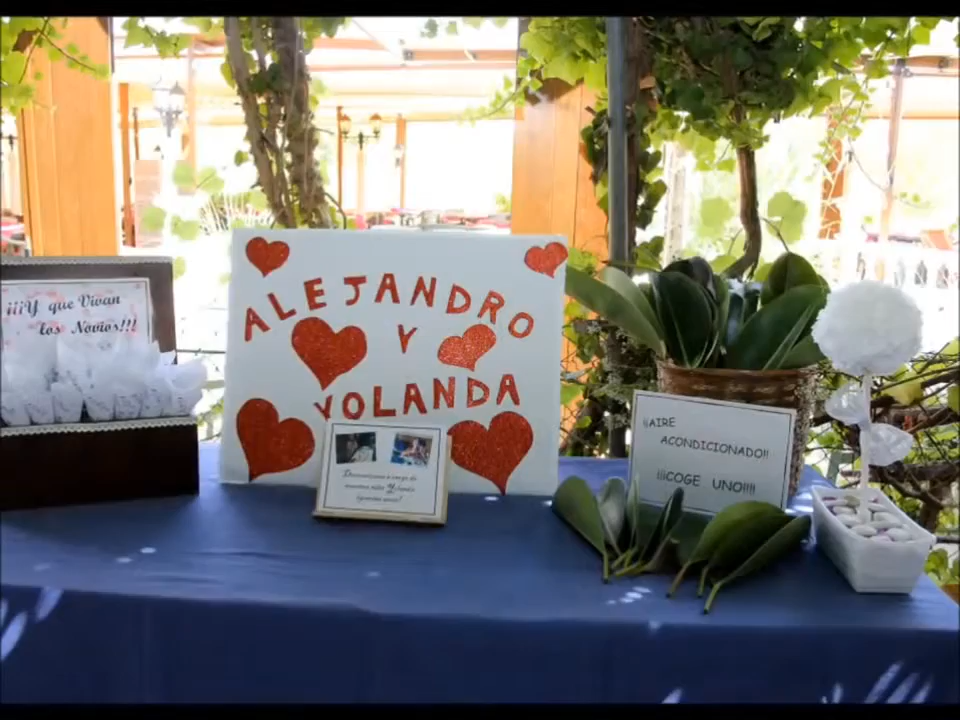 ¡¡¡Y que Vivan
los Novios!!!
ALEJANDRO
Y
YOLANDA
¡¡AIRE
ACONDICIONADO!!
¡¡¡COGE UNO!!!!